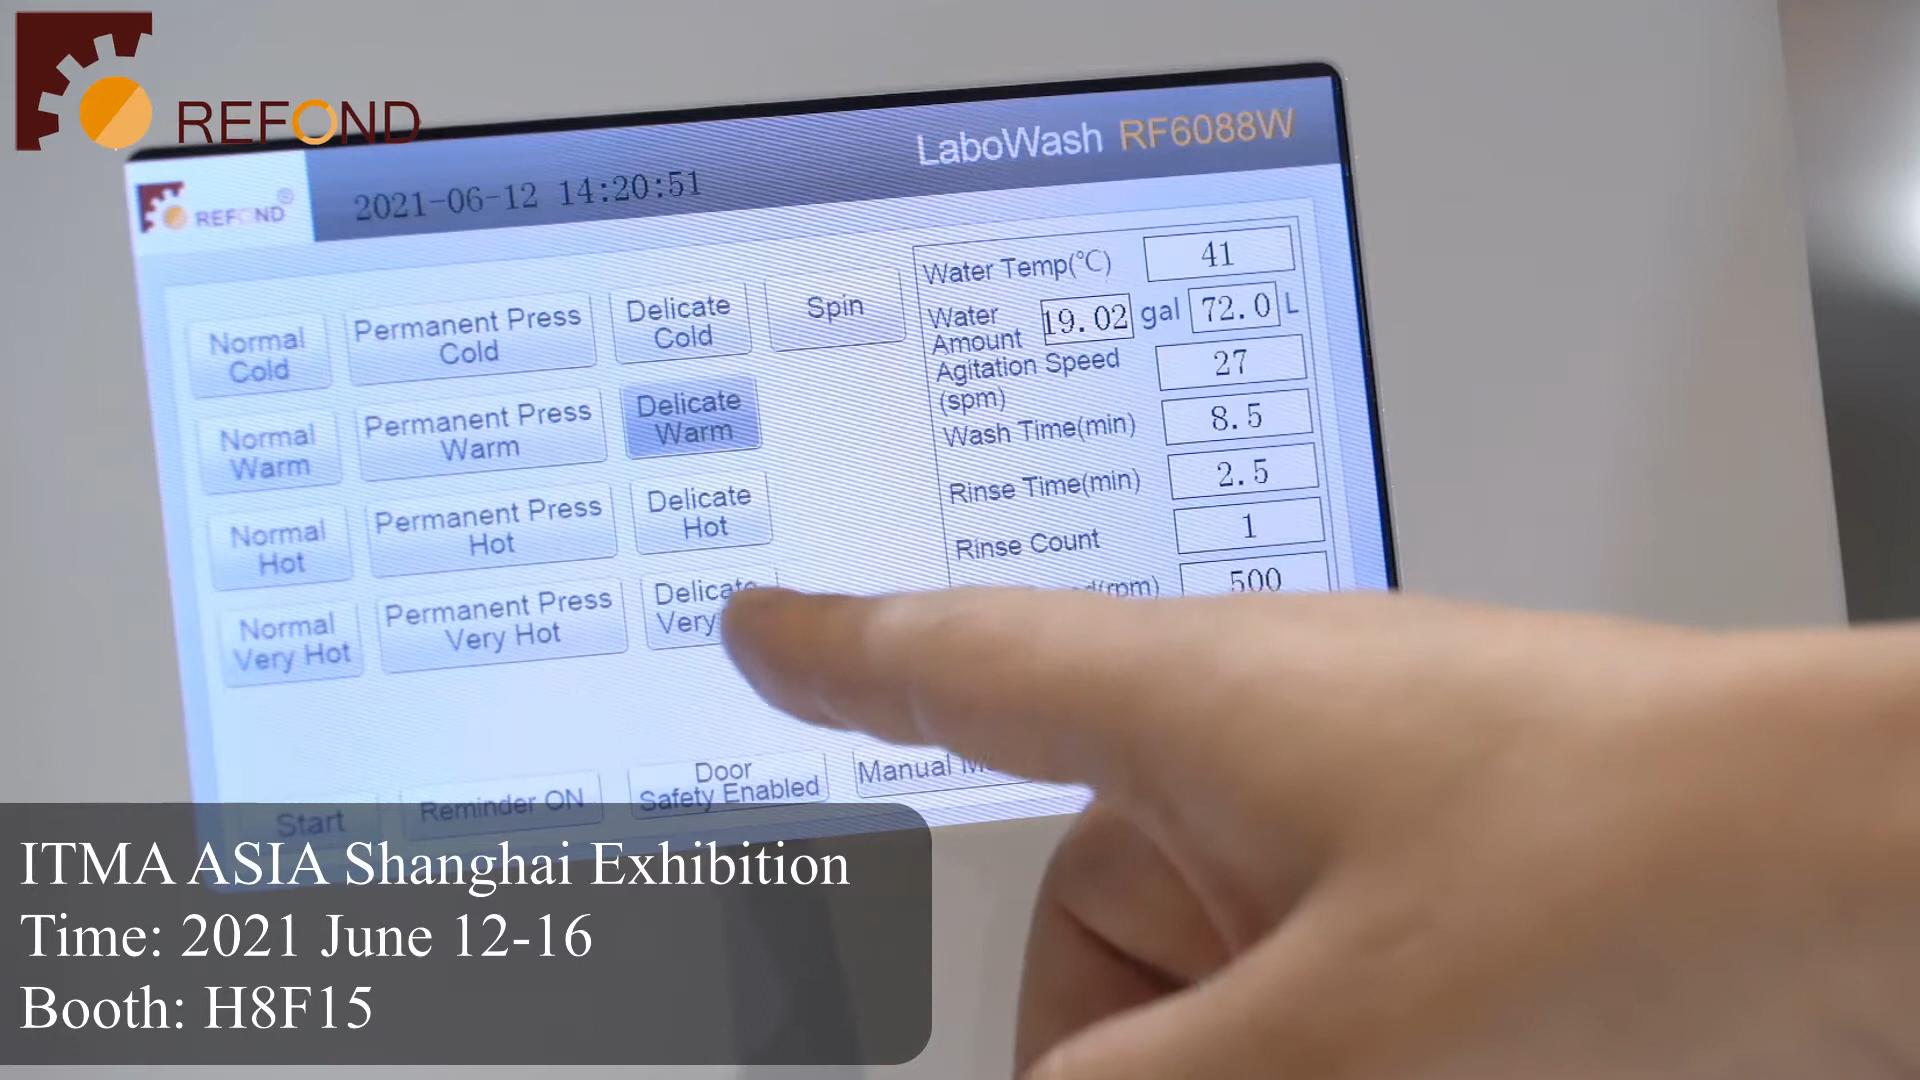 REFOND
LaboWash RF6088W
REFOND®
2021-06-12 14:20:51
Normal
Cold
Permanent Press
Cold
Delicate
Cold
Spin
Normal
Warm
Permanent Press
Warm
Delicate
Warm
Normal
Hot
Permanent Press
Hot
Delicate
Hot
Normal
Very Hot
Permanent Press
Very Hot
Delicate
Very
Water Temp(°C) 41
Water
Amount 19.02 gal 72.0 L
Agitation Speed
(spm) 27
Wash Time(min) 8.5
Rinse Time(min) 2.5
Rinse Count 1
(rpm) 500
Start
Reminder ON
Door
Safety Enabled
Manual
ITMA ASIA Shanghai Exhibition
Time: 2021 June 12-16
Booth: H8F15